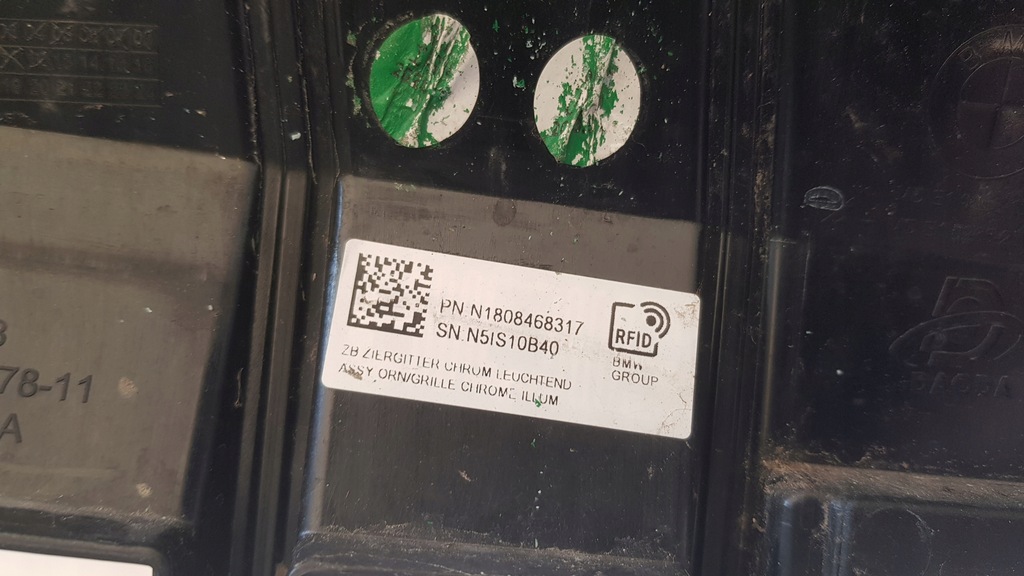 PN N1808468317
SN:N5IS10B40
ZB ZIERGITTER CHROM LEUCHTEND
ASSY ORN/GRILLE CHROME ILLUM
RFID
BMW
GROUP
78-11
A